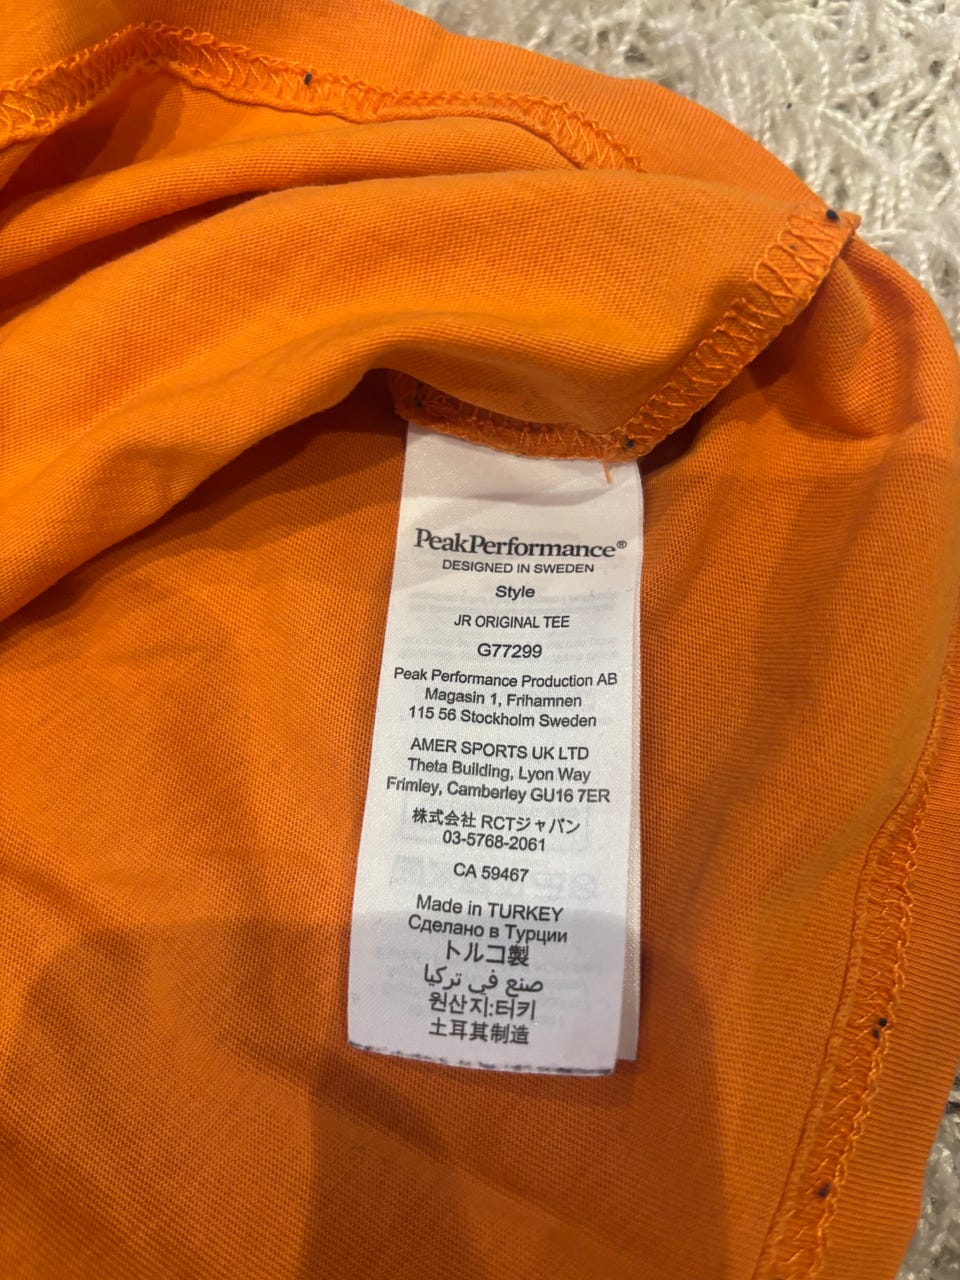 PeakPerformance®
DESIGNED IN SWEDEN
Style
JR ORIGINAL TEE
G77299
Peak Performance Production AB
Magasin 1, Frihamnen
115 56 Stockholm Sweden
AMER SPORTS UK LTD
Theta Building, Lyon Way
Frimley, Camberley GU16 7ER
株式会社 RCTジャパン
03-5768-2061
CA 59467
Made in TURKEY
Сделано в Турции
トルコ製
صنع في تركيا
원산지:터키
土耳其制造